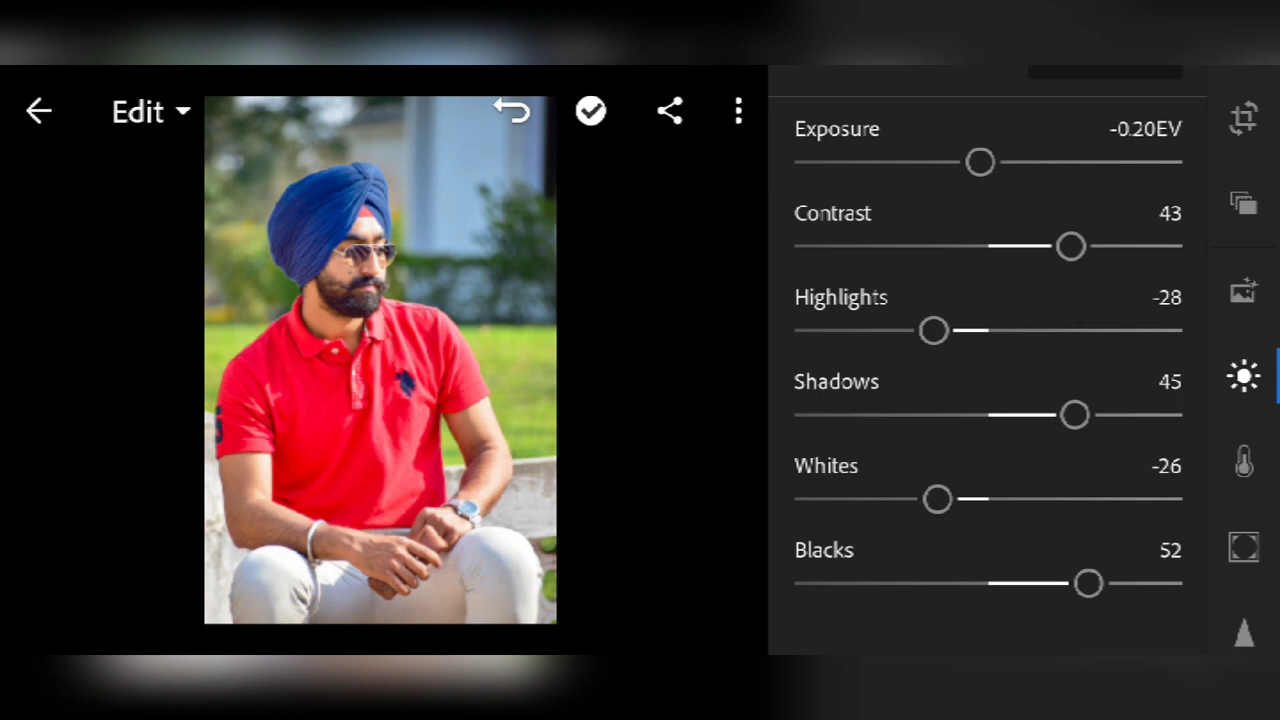 Edit
Exposure -0.20EV
Contrast 43
Highlights -28
Shadows 45
Whites -26
Blacks 52